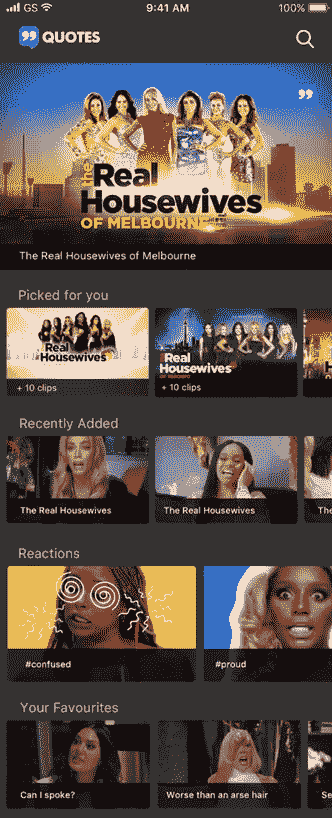 GS 9:41 AM 100%
QUOTES
the Real
Housewives
OF MELBOURNE
The Real Housewives of Melbourne
Picked for you
the Real
Housewives
the Real
Housewives
+ 10 clips
+ 10 clips
Recently Added
The Real Housewives
The Real Housewives
Reactions
#confused
#proud
Your Favourites
Can I spoke?
Worse than an arse hair
Se